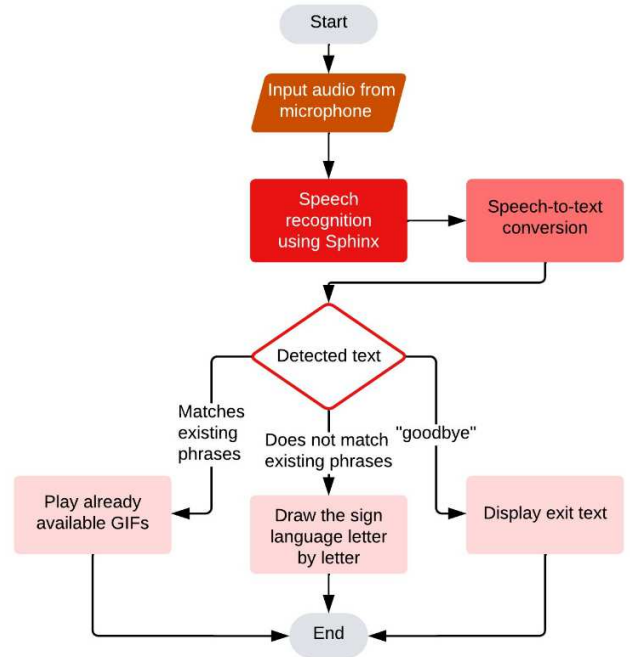 Start
Input audio from
microphone
Speech
recognition
using Sphinx
Speech-to-text
conversion
Detected text
Matches
existing
phrases
Does not match
existing phrases
"goodbye"
Play already
available GIFs
Draw the sign
language letter
by letter
Display exit text
End